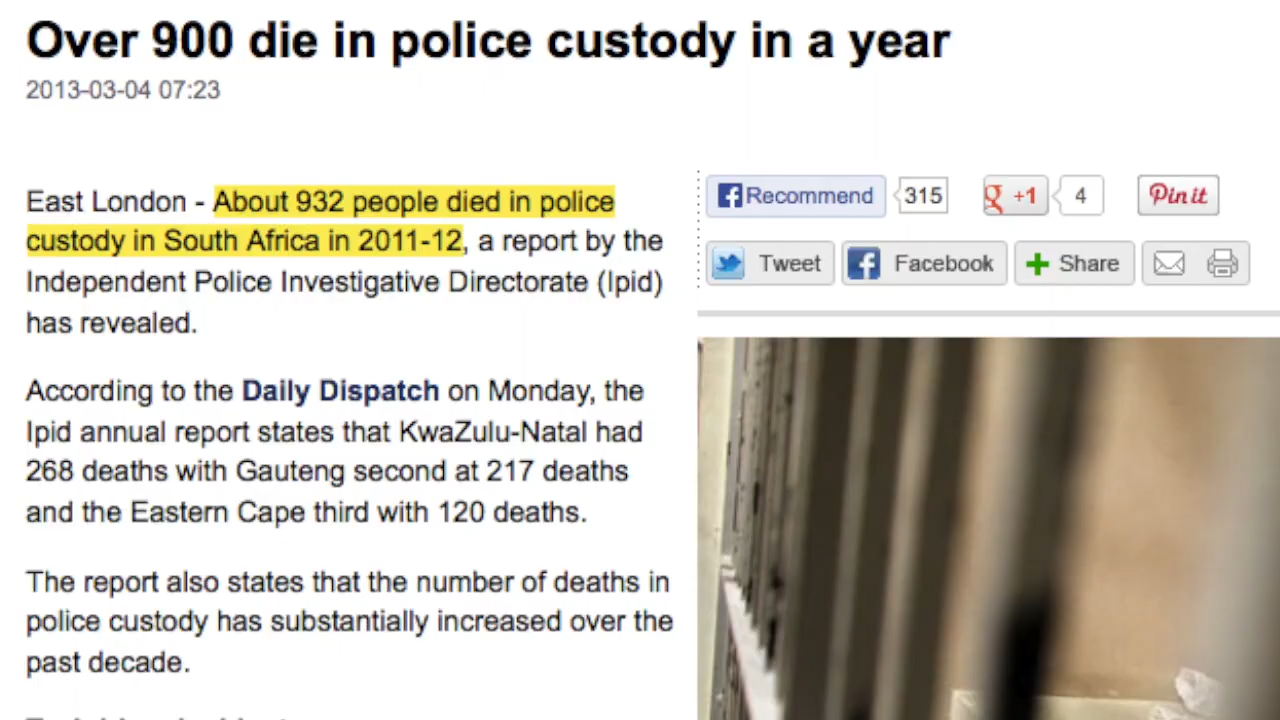 Over 900 die in police custody in a year
2013-03-04 07:23
East London - About 932 people died in police
custody in South Africa in 2011-12, a report by the
Independent Police Investigative Directorate (Ipid)
has revealed.
According to the Daily Dispatch on Monday, the
Ipid annual report states that KwaZulu-Natal had
268 deaths with Gauteng second at 217 deaths
and the Eastern Cape third with 120 deaths.
The report also states that the number of deaths in
police custody has substantially increased over the
past decade.
Recommend 315 +1 4 Pin it
Tweet Facebook Share